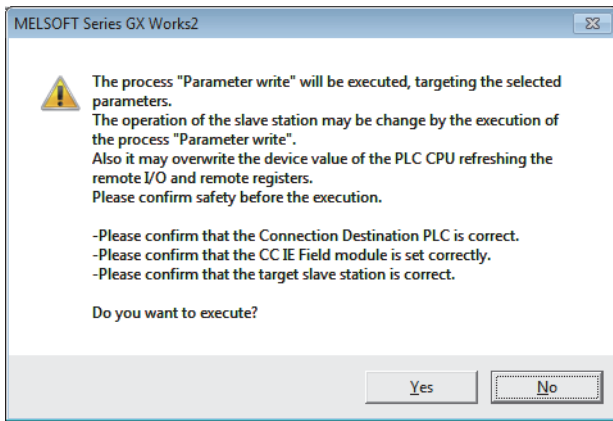 MELSOFT Series GX Works2
The process "Parameter write" will be executed, targeting the selected
parameters.
The operation of the slave station may be change by the execution of
the process "Parameter write".
Also it may overwrite the device value of the PLC CPU refreshing the
remote I/O and remote registers.
Please confirm safety before the execution.
-Please confirm that the Connection Destination PLC is correct.
-Please confirm that the CC IE Field module is set correctly.
-Please confirm that the target slave station is correct.
Do you want to execute?
Yes
No